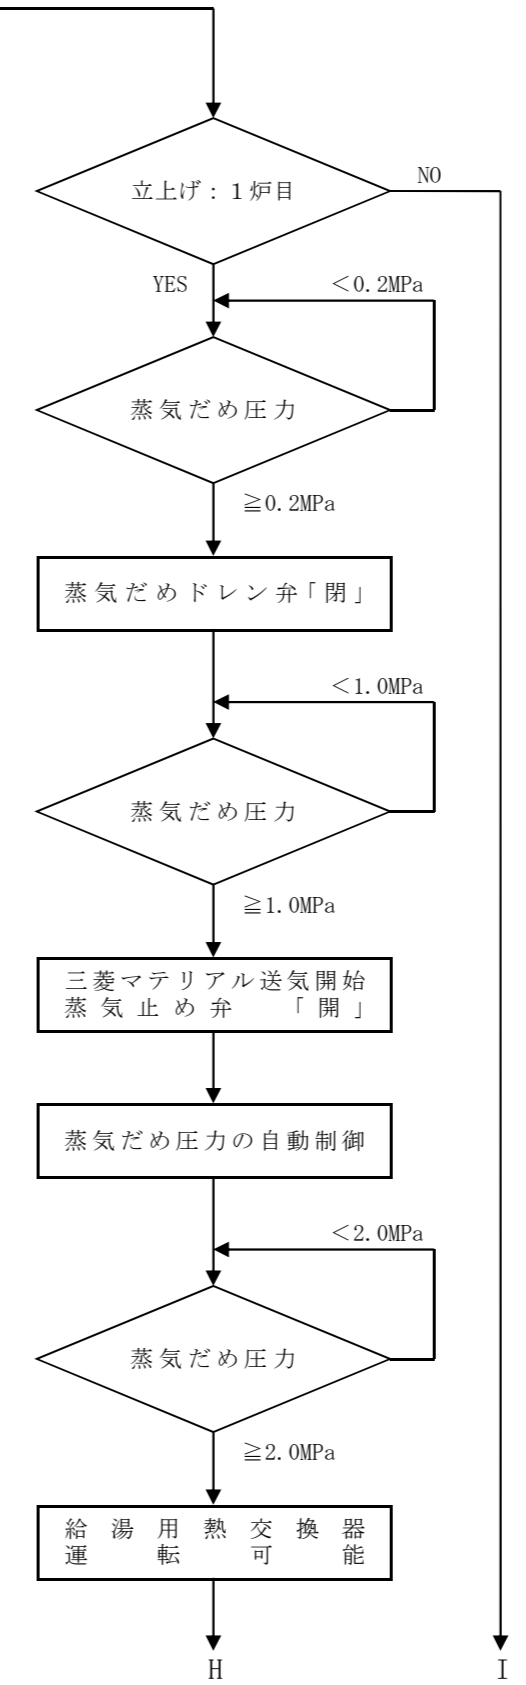 立上げ：１炉目
NO
YES
＜0.2MPa
蒸気だめ圧力
≧0.2MPa
蒸気だめドレン弁「閉」
＜1.0MPa
蒸気だめ圧力
≧1.0MPa
三菱マテリアル送気開始
蒸気止め弁　「開」
蒸気だめ圧力の自動制御
＜2.0MPa
蒸気だめ圧力
≧2.0MPa
給湯用熱交換器
運転可能
H
I